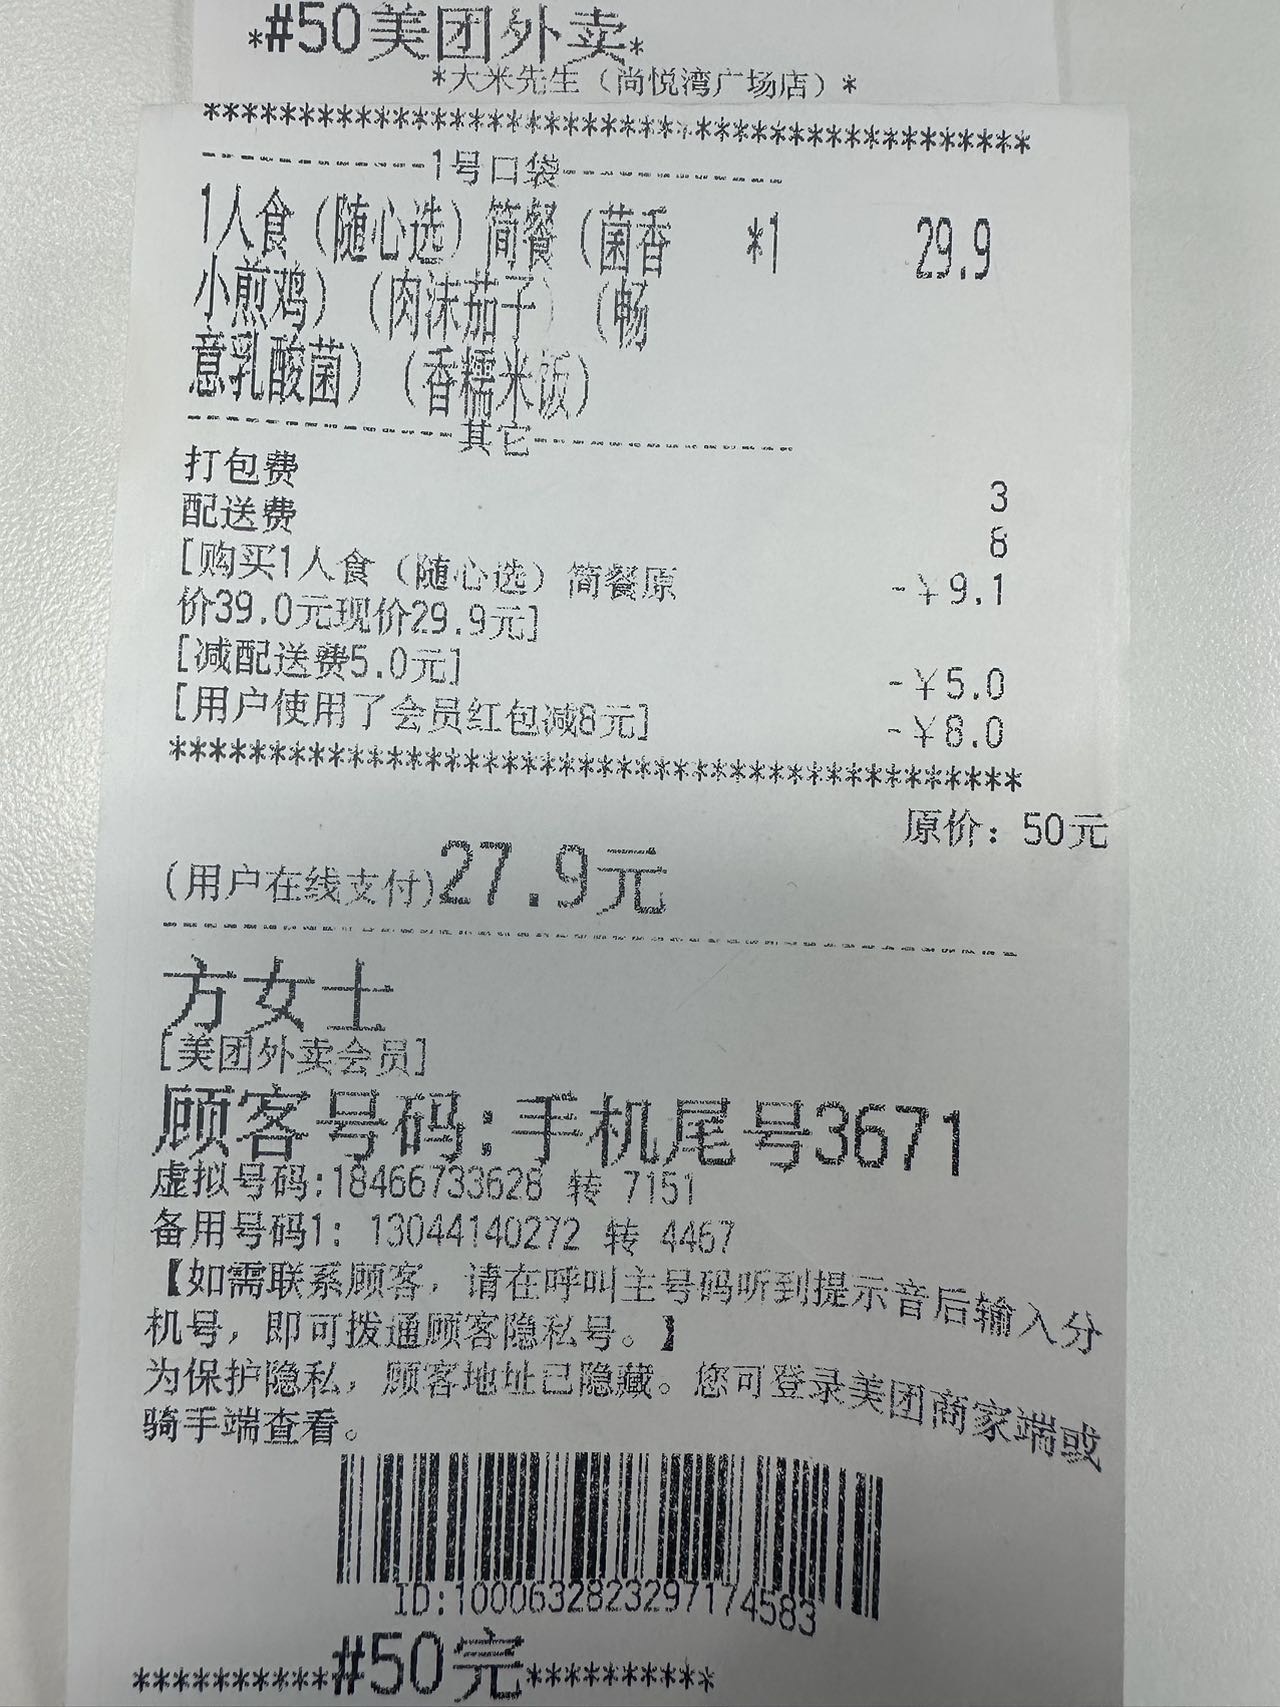 *#50美团外卖*
*大米先生（尚悦湾广场店）*
********************************************
------------1号口袋------------
1人食（随心选）简餐（菌香 *1 29.9
小煎鸡）（肉沫茄子）（畅
意乳酸菌）（香糯米饭）
--------------其它--------------
打包费 3
配送费 8
[购买1人食（随心选）简餐原 -￥9.1
价39.0元现价29.9元]
[减配送费5.0元] -￥5.0
[用户使用了会员红包减8元] -￥8.0
********************************************
原价：50元
(用户在线支付)27.9元
--------------------------------------------
方女士
[美团外卖会员]
顾客号码:手机尾号3671
虚拟号码:18466733628 转 7151
备用号码1: 13044140272 转 4467
【如需联系顾客，请在呼叫主号码听到提示音后输入分
机号，即可拨通顾客隐私号。】
为保护隐私，顾客地址已隐藏。您可登录美团商家端或
骑手端查看。
ID:1000632823297174583
**********#50完**********